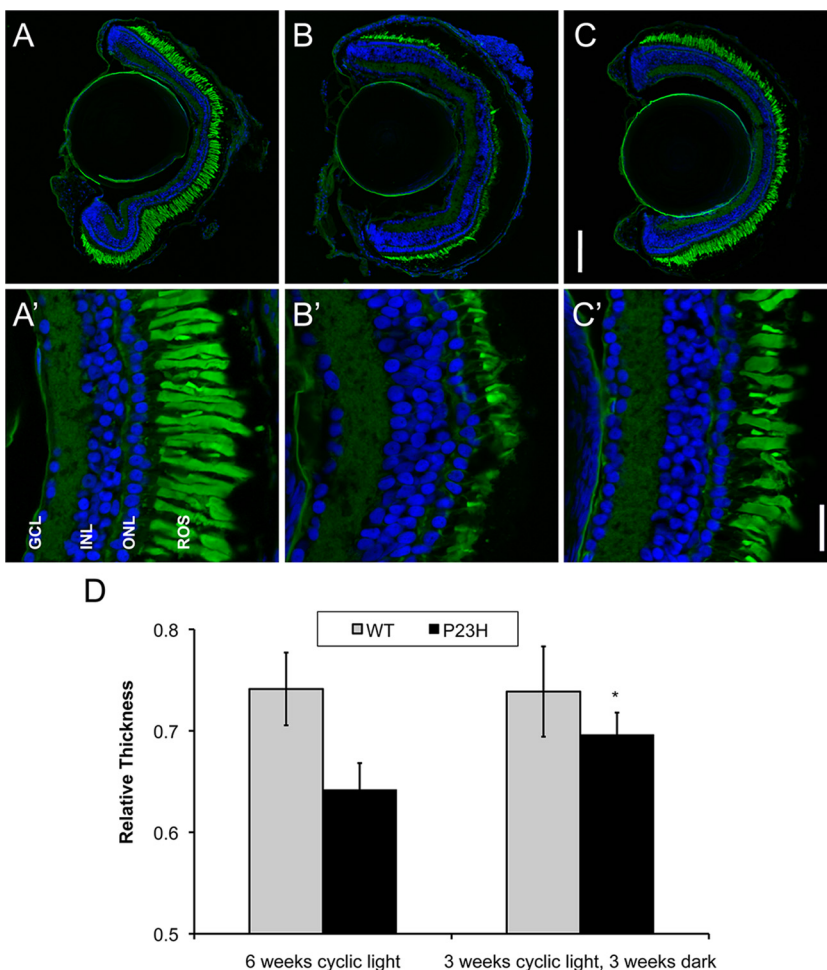 A
B
C
A'
B'
C'
GCL
INL
ONL
ROS
D
WT
P23H
Relative Thickness
0.8
0.7
0.6
0.5
*
6 weeks cyclic light
3 weeks cyclic light, 3 weeks dark